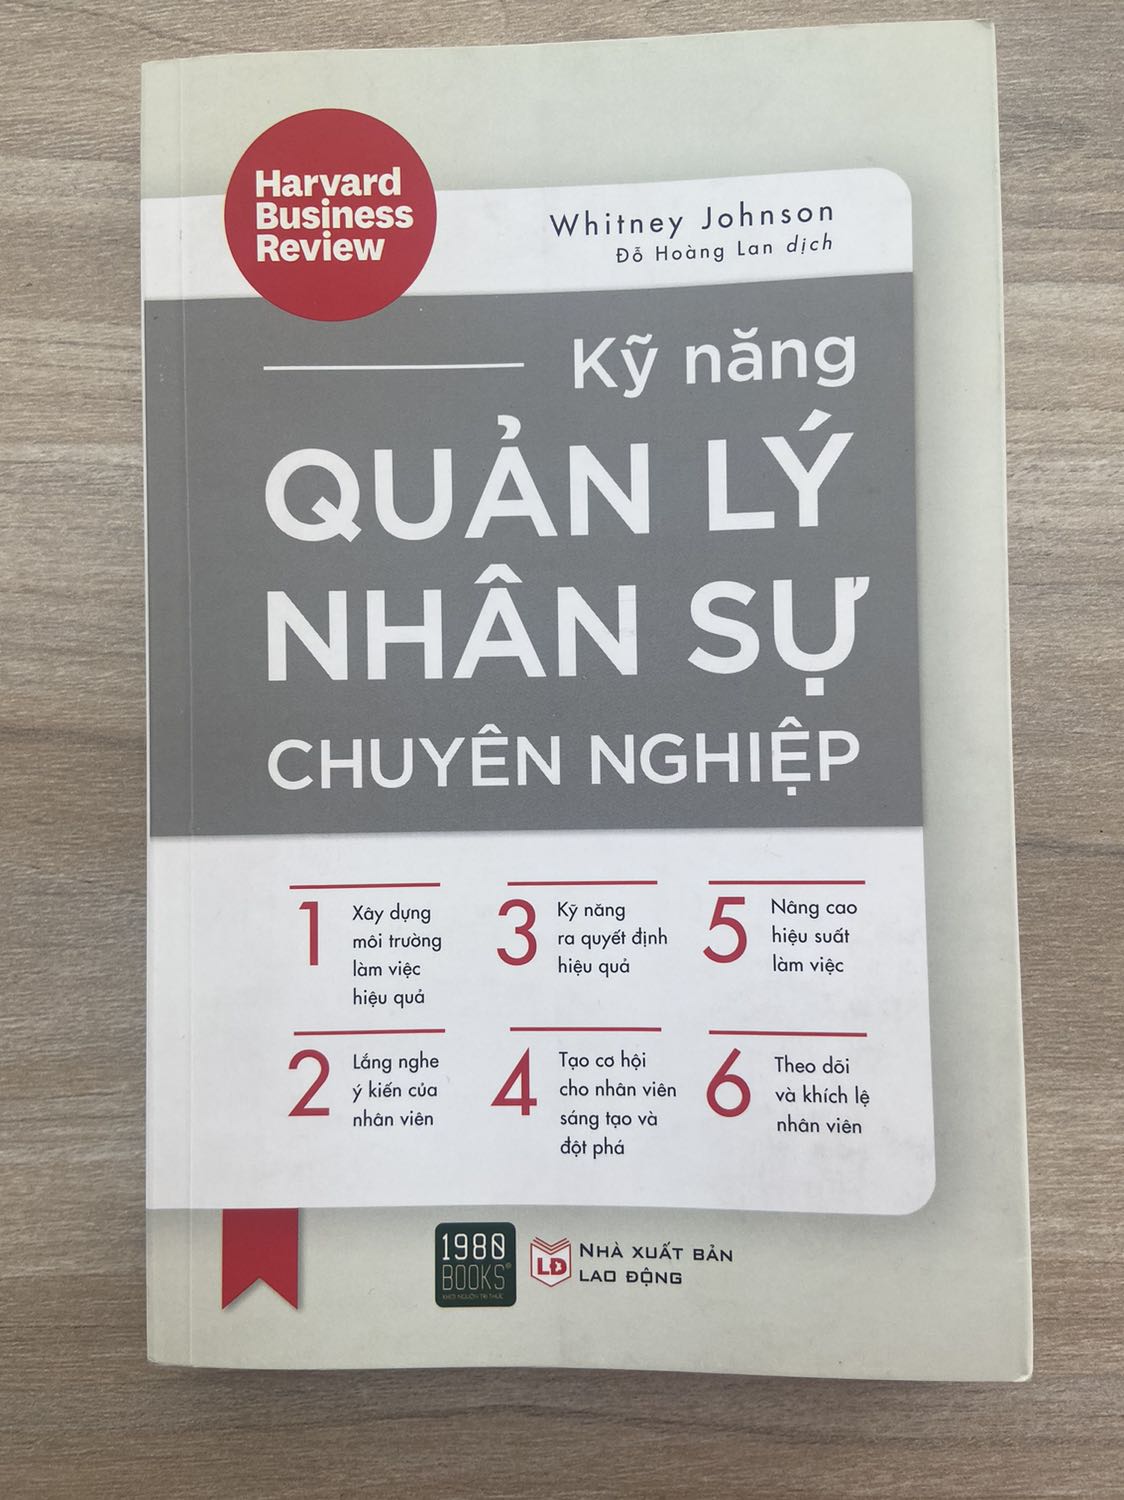 Harvard
Business
Review
Whitney Johnson
Đỗ Hoàng Lan dịch
Kỹ năng
QUẢN LÝ
NHÂN SỰ
CHUYÊN NGHIỆP
1
Xây dựng
môi trường
làm việc
hiệu quả
2
Lắng nghe
ý kiến của
nhân viên
3
Kỹ năng
ra quyết định
hiệu quả
4
Tạo cơ hội
cho nhân viên
sáng tạo và
đột phá
5
Nâng cao
hiệu suất
làm việc
6
Theo dõi
và khích lệ
nhân viên
1980
BOOKS®
KHƠI NGUỒN TRI THỨC
LĐ
NHÀ XUẤT BẢN
LAO ĐỘNG